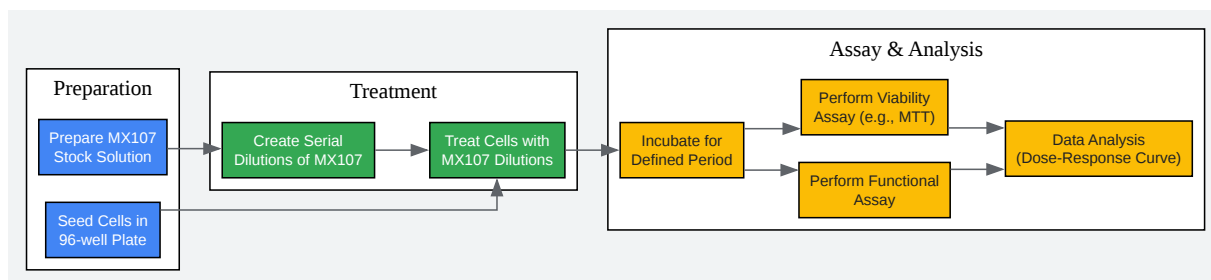 Preparation
Prepare MX107
Stock Solution
Seed Cells in
96-well Plate
Treatment
Create Serial
Dilutions of MX107
Treat Cells with
MX107 Dilutions
Assay & Analysis
Incubate for
Defined Period
Perform Viability
Assay (e.g., MTT)
Perform Functional
Assay
Data Analysis
(Dose-Response Curve)